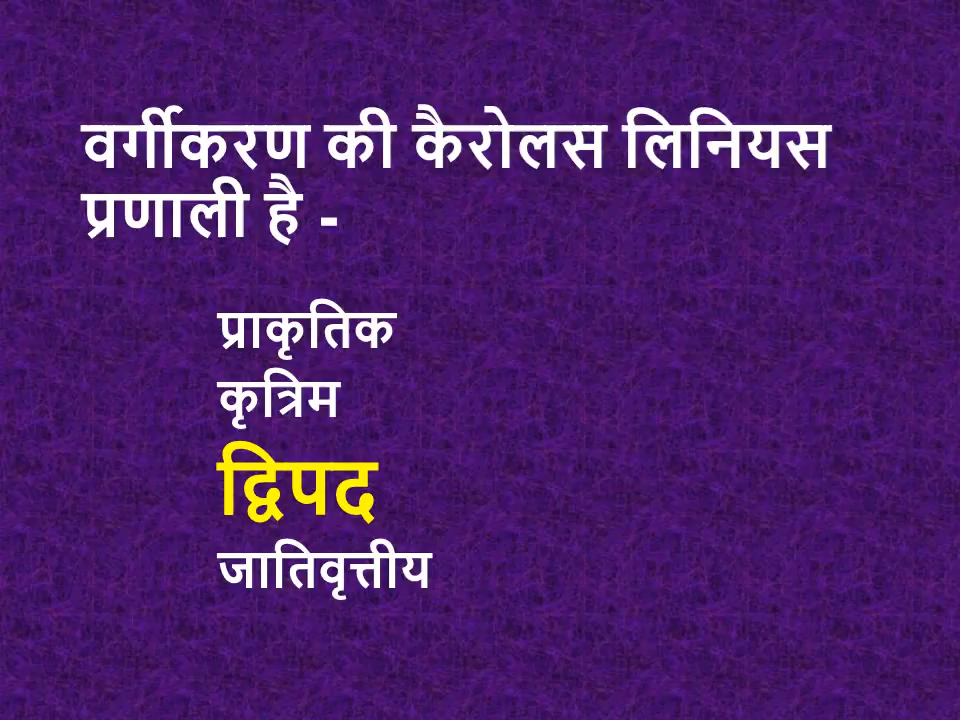 वर्गीकरण की कैरोलस लिनियस
प्रणाली है -
प्राकृतिक
कृत्रिम
द्विपद
जातिवृत्तीय